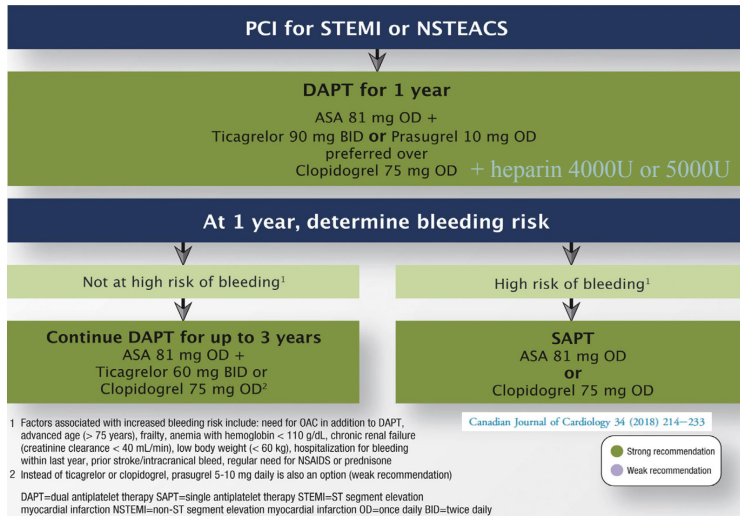 PCI for STEMI or NSTEACS
DAPT for 1 year
ASA 81 mg OD +
Ticagrelor 90 mg BID or Prasugrel 10 mg OD
preferred over
Clopidogrel 75 mg OD + heparin 4000U or 5000U
At 1 year, determine bleeding risk
Not at high risk of bleeding1
High risk of bleeding1
Continue DAPT for up to 3 years
ASA 81 mg OD +
Ticagrelor 60 mg BID or
Clopidogrel 75 mg OD2
SAPT
ASA 81 mg OD
or
Clopidogrel 75 mg OD
1 Factors associated with increased bleeding risk include: need for OAC in addition to DAPT,
advanced age (> 75 years), frailty, anemia with hemoglobin < 110 g/dL, chronic renal failure
(creatinine clearance < 40 mL/min), low body weight (< 60 kg), hospitalization for bleeding
within last year, prior stroke/intracranial bleed, regular need for NSAIDS or prednisone
2 Instead of ticagrelor or clopidogrel, prasugrel 5-10 mg daily is also an option (weak recommendation)
DAPT=dual antiplatelet therapy SAPT=single antiplatelet therapy STEMI=ST segment elevation
myocardial infarction NSTEMI=non-ST segment elevation myocardial infarction OD=once daily BID=twice daily
Canadian Journal of Cardiology 34 (2018) 214–233
Strong recommendation
Weak recommendation